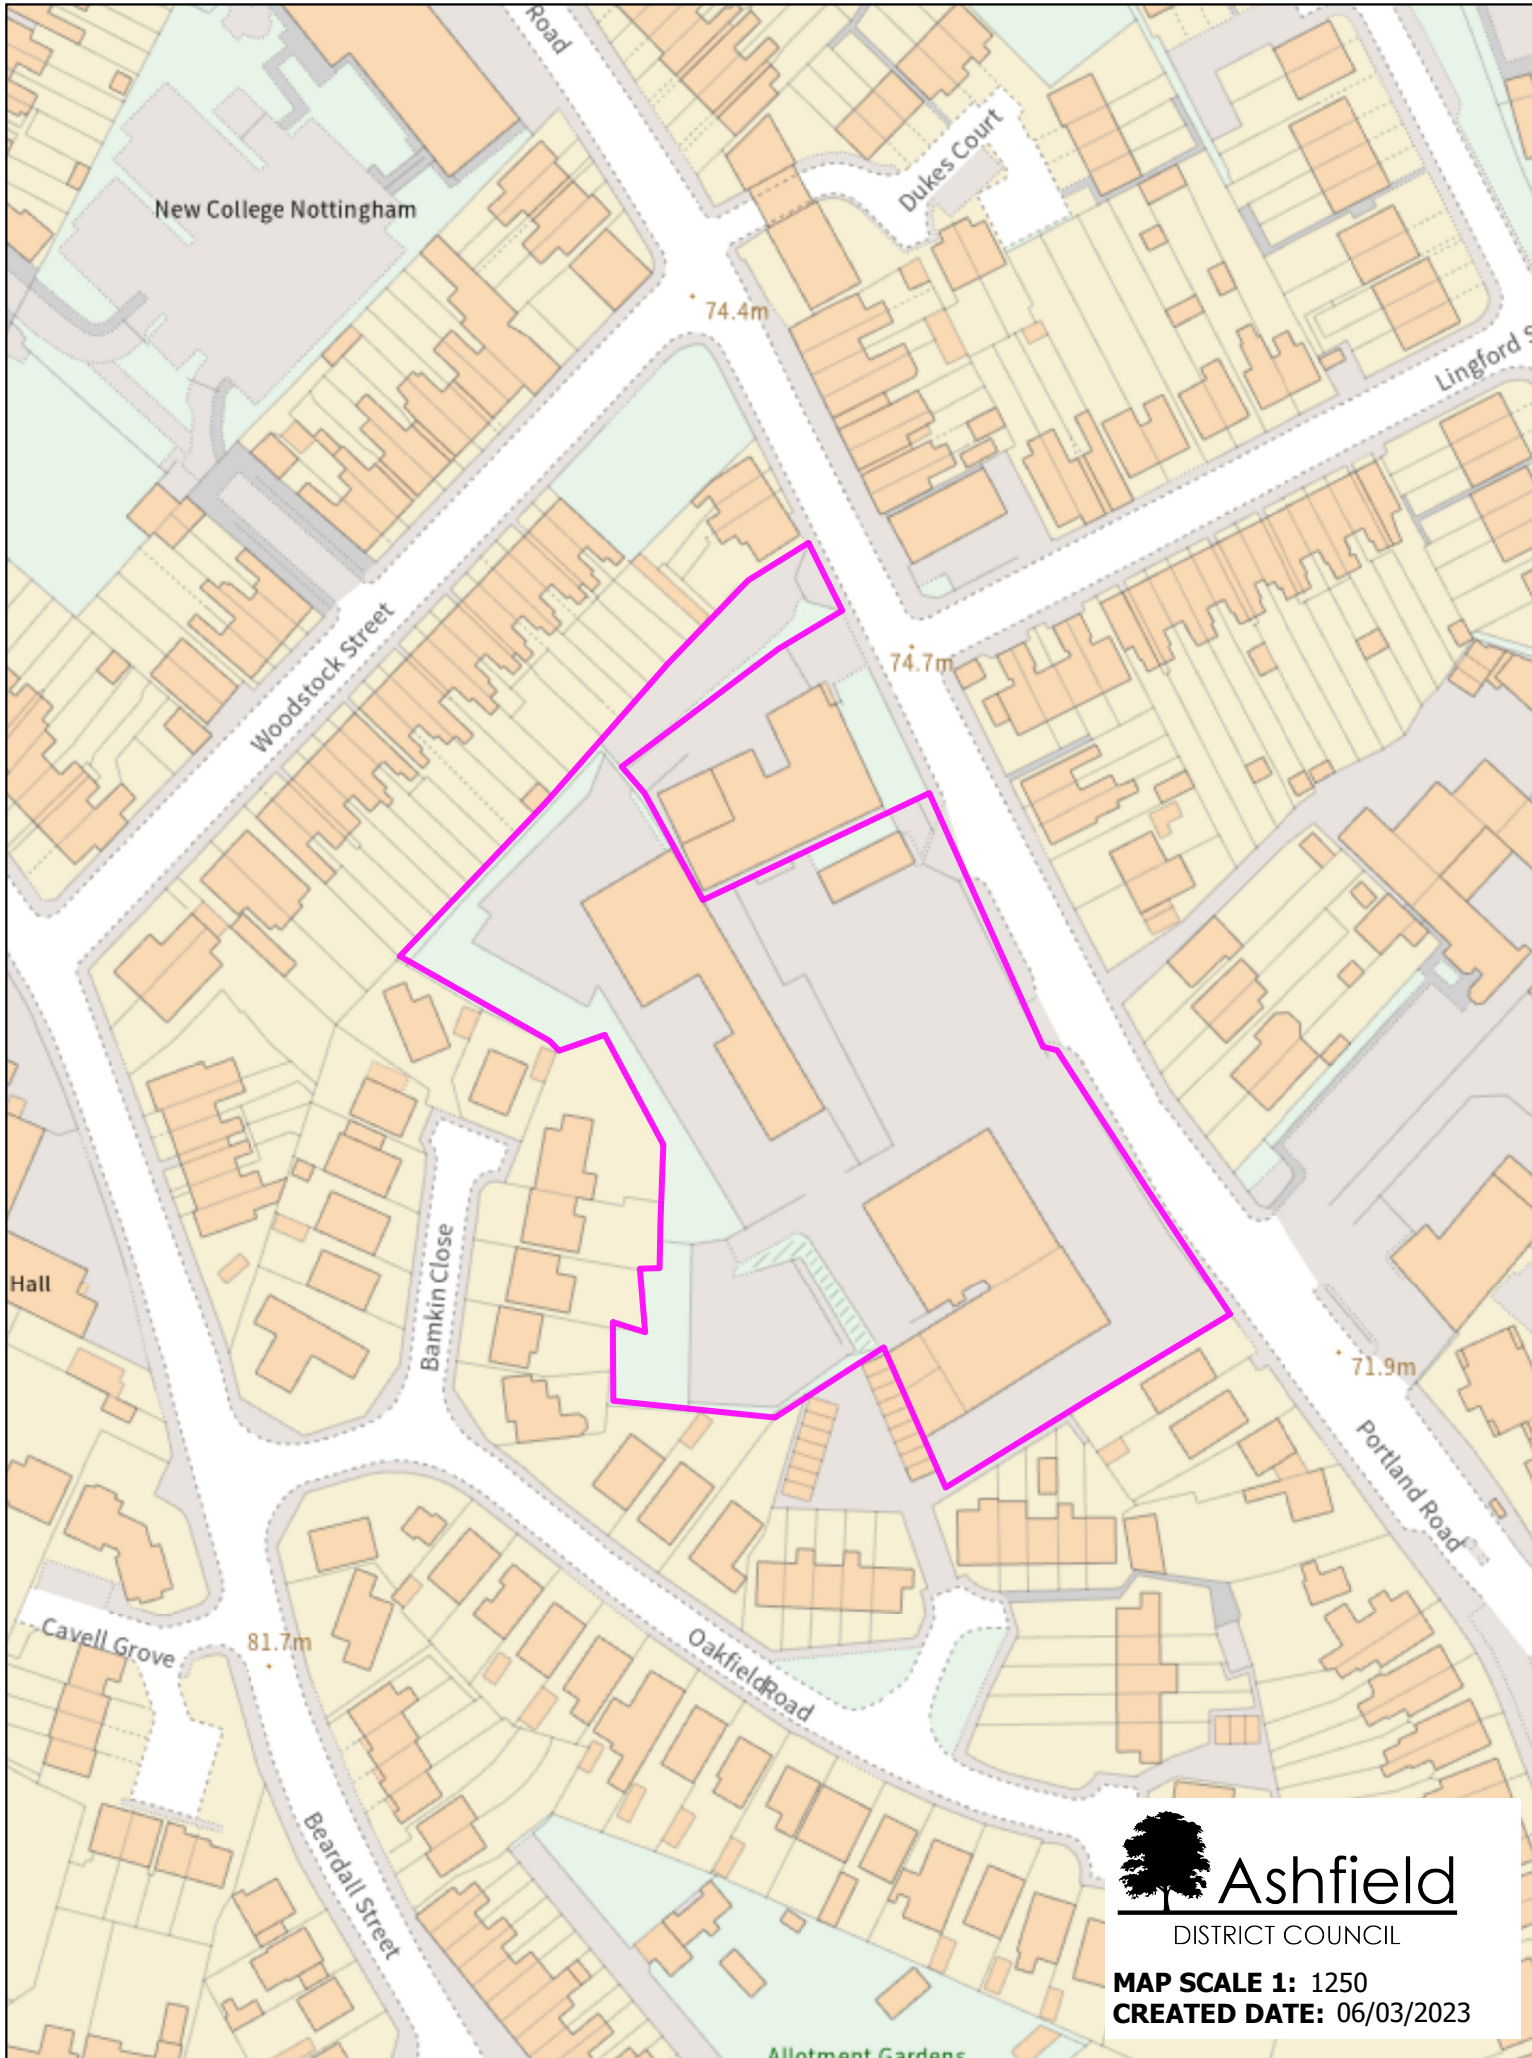 Road
Dukes Court
New College Nottingham
74.4m
Lingford S
Woodstock Street
74.7m
Bamkin Close
Hall
71.9m
Portland Road
Cavell Grove
81.7m
Oakfield Road
Beardall Street
Ashfield
DISTRICT COUNCIL
MAP SCALE 1: 1250
CREATED DATE: 06/03/2023
Allotment Gardens